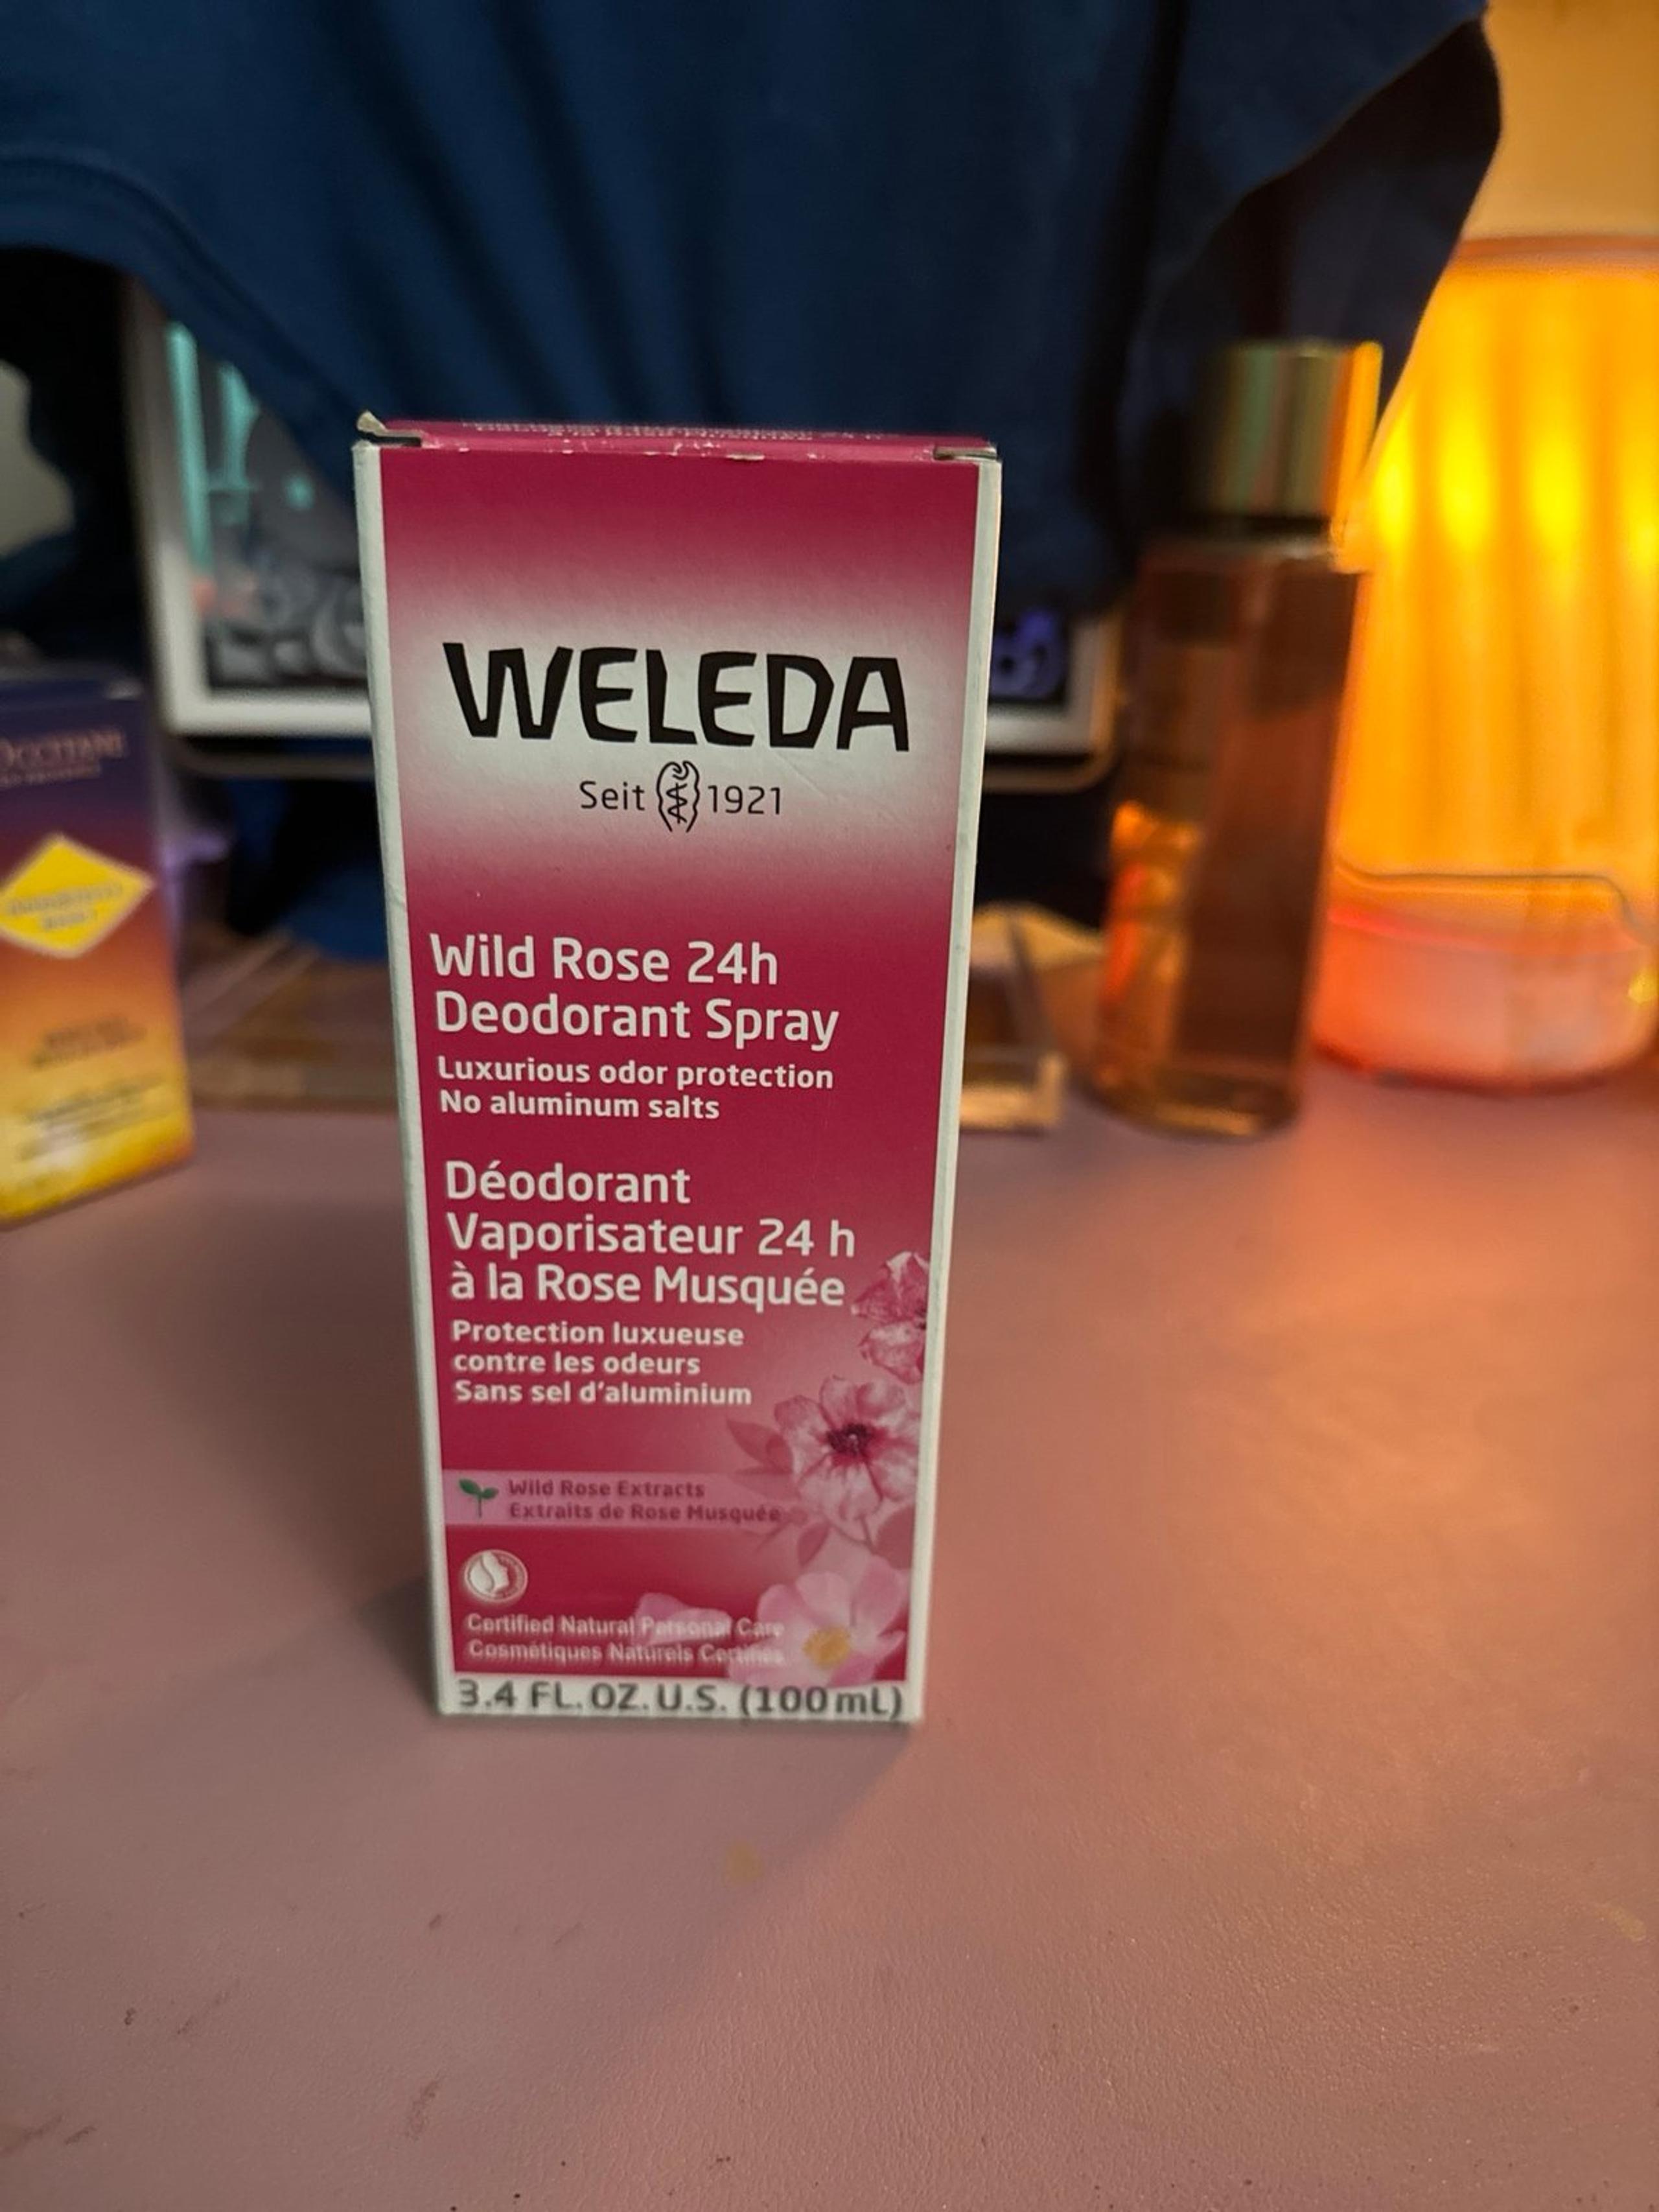 WELEDA
Seit 1921
Wild Rose 24h
Deodorant Spray
Luxurious odor protection
No aluminum salts
Déodorant
Vaporisateur 24 h
à la Rose Musquée
Protection luxueuse
contre les odeurs
Sans sel d'aluminium
Wild Rose Extracts
Extraits de Rose Musquée
Certified Natural Personal Care
Cosmétiques Naturels Certifiés
3.4 FL.OZ.U.S. (100mL)
OCCITANE